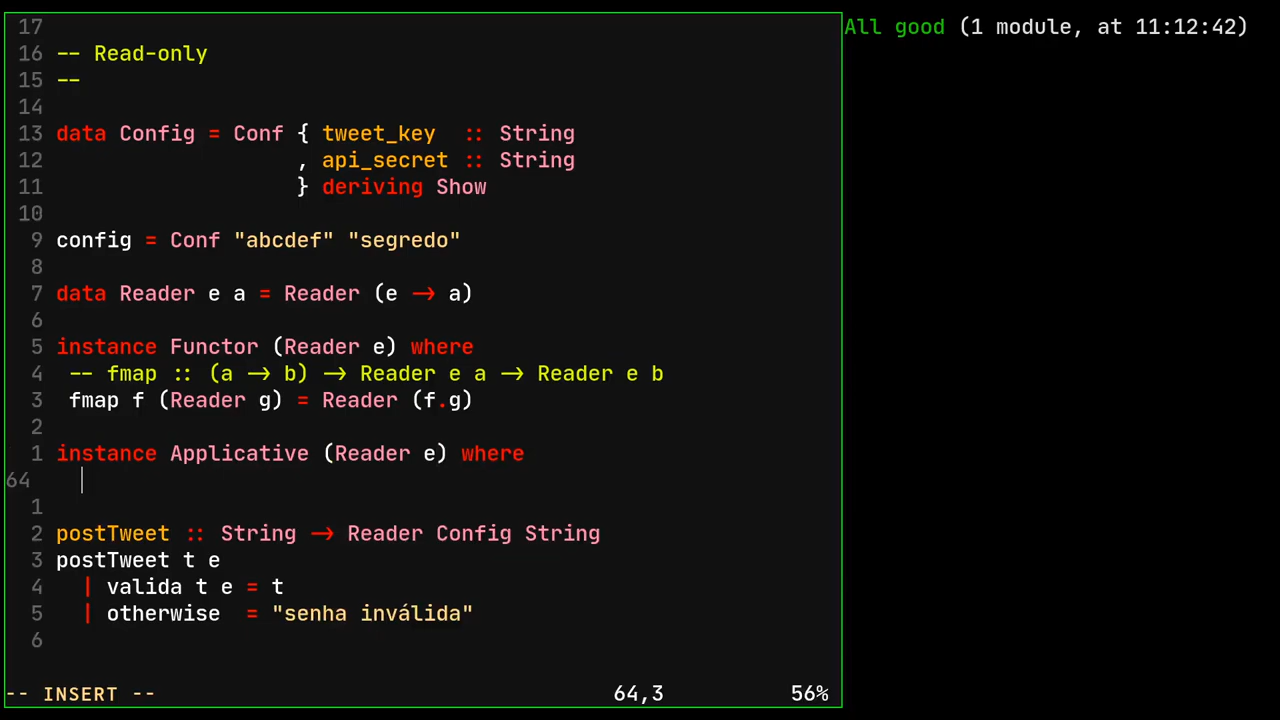 17
16 -- Read-only
15 --
14
13 data Config = Conf { tweet_key :: String
12 , api_secret :: String
11 } deriving Show
10
9 config = Conf "abcdef" "segredo"
8
7 data Reader e a = Reader (e → a)
6
5 instance Functor (Reader e) where
4 -- fmap :: (a → b) → Reader e a → Reader e b
3 fmap f (Reader g) = Reader (f.g)
2
1 instance Applicative (Reader e) where
64
1
2 postTweet :: String → Reader Config String
3 postTweet t e
4 | valida t e = t
5 | otherwise = "senha inválida"
6
-- INSERT -- 64,3 56%
All good (1 module, at 11:12:42)